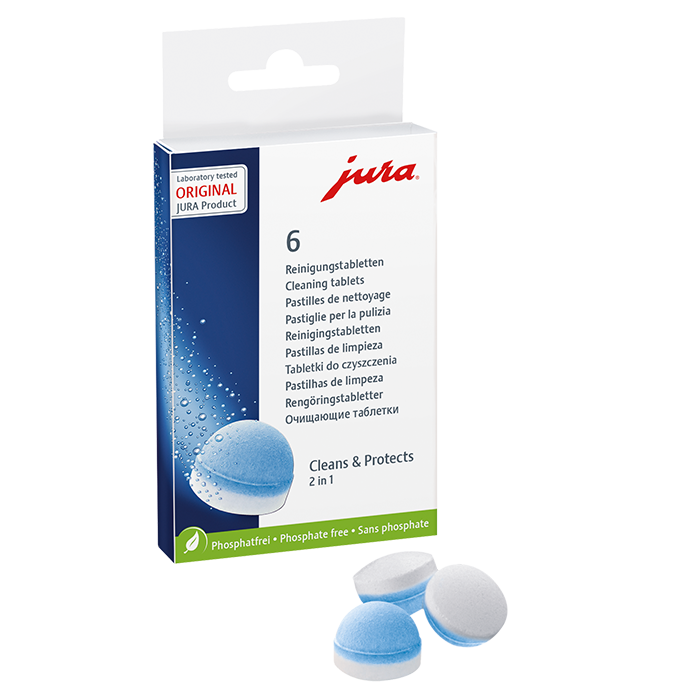 Laboratory tested
ORIGINAL
JURA Product
jura®
6
Reinigungstabletten
Cleaning tablets
Pastilles de nettoyage
Pastiglie per la pulizia
Reinigingstabletten
Pastillas de limpieza
Tabletki do czyszczenia
Pastilhas de limpeza
Rengöringstabletter
Очищающие таблетки
Cleans & Protects
2 in 1
Phosphatfrei • Phosphate free • Sans phosphate